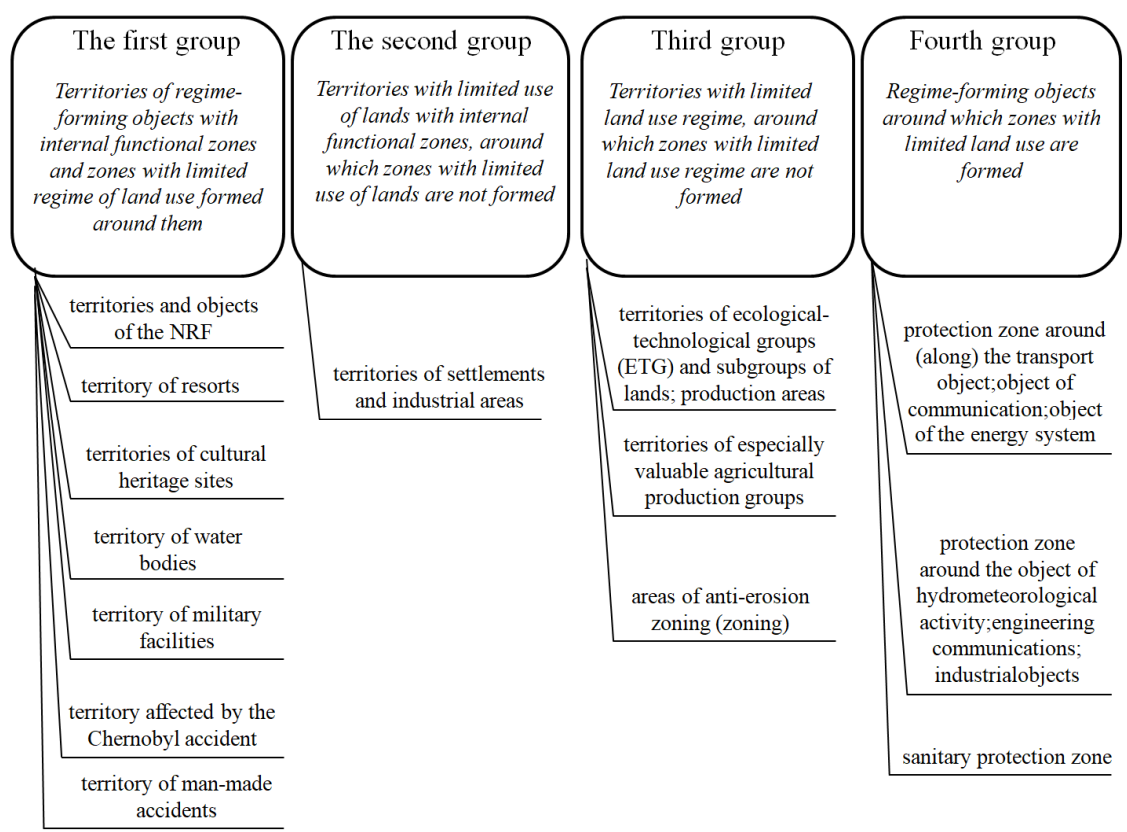 The first group
Territories of regime-
forming objects with
internal functional zones
and zones with limited
regime of land use formed
around them
territories and objects
of the NRF
territory of resorts
territories of cultural
heritage sites
territory of water
bodies
territory of military
facilities
territory affected by the
Chernobyl accident
territory of man-made
accidents
The second group
Territories with limited use
of lands with internal
functional zones, around
which zones with limited
use of lands are not formed
territories of settlements
and industrial areas
Third group
Territories with limited
land use regime, around
which zones with limited
land use regime are not
formed
territories of ecological-
technological groups
(ETG) and subgroups of
lands; production areas
territories of especially
valuable agricultural
production groups
areas of anti-erosion
zoning (zoning)
Fourth group
Regime-forming objects
around which zones with
limited land use are
formed
protection zone around
(along) the transport
object;object of
communication;object
of the energy system
protection zone
around the object of
hydrometeorological
activity;engineering
communications;
industrialobjects
sanitary protection zone